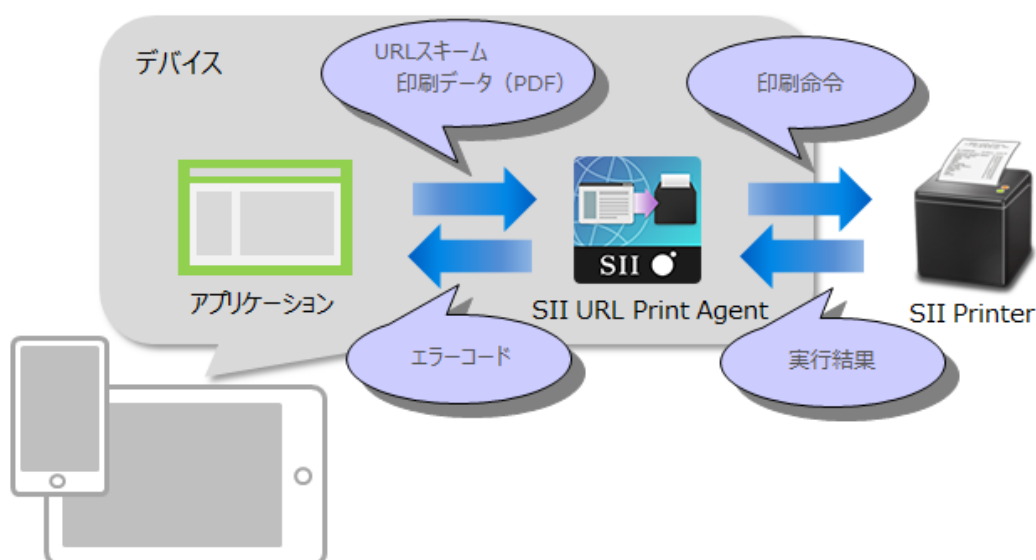 デバイス
URLスキーム
印刷データ（PDF）
印刷命令
SII
アプリケーション
SII URL Print Agent
SII Printer
エラーコード
実行結果